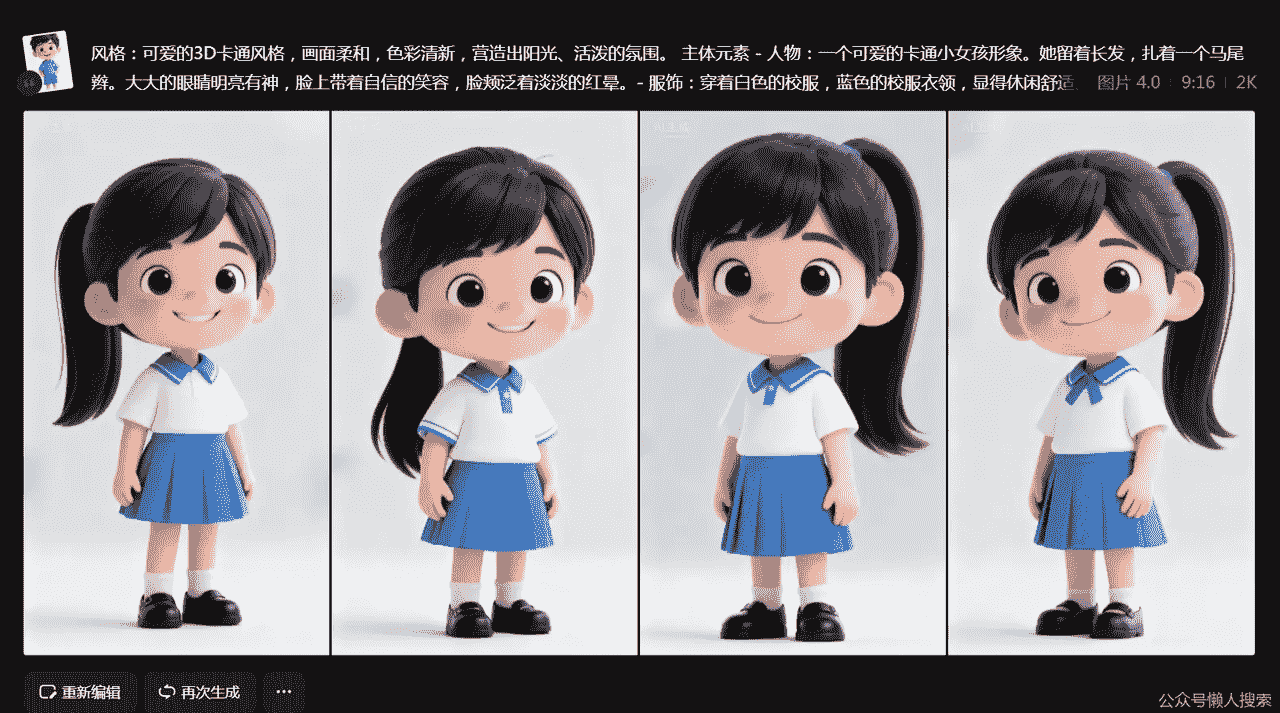 风格：可爱的3D卡通风格，画面柔和，色彩清新，营造出阳光、活泼的氛围。 主体元素 - 人物：一个可爱的卡通小女孩形象。她留着长发，扎着一个马尾
辫。大大的眼睛明亮有神，脸上带着自信的笑容，脸颊泛着淡淡的红晕。- 服饰：穿着白色的校服，蓝色的校服衣领，显得休闲舒适 图片 4.0 9:16 2K
重新编辑 再次生成 ···
公众号懒人搜索